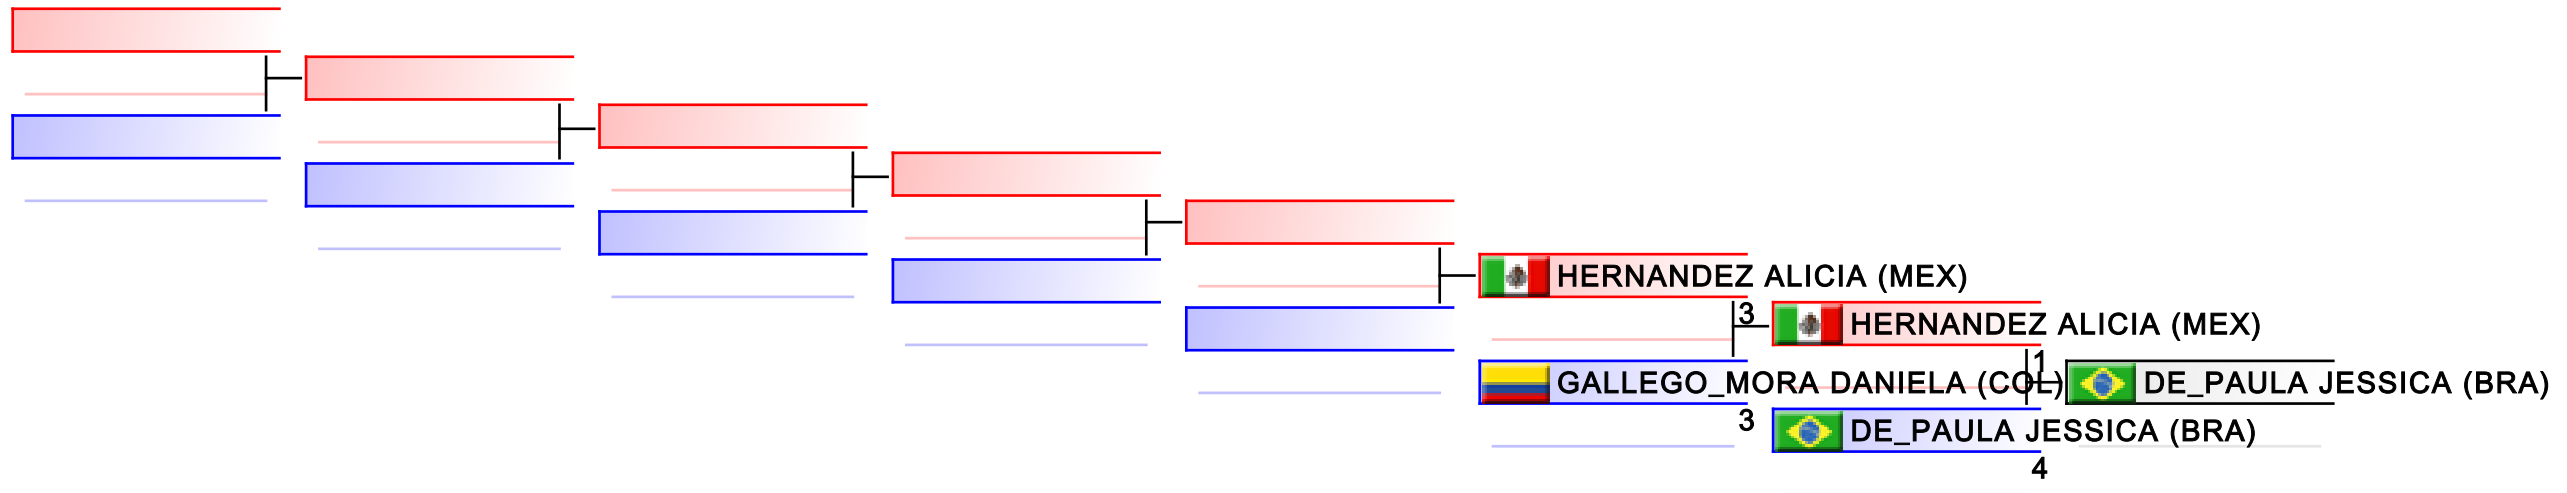 HERNANDEZ ALICIA (MEX)
3
HERNANDEZ ALICIA (MEX)
1
GALLEGO_MORA DANIELA (COL)
DE_PAULA JESSICA (BRA)
3
DE_PAULA JESSICA (BRA)
4